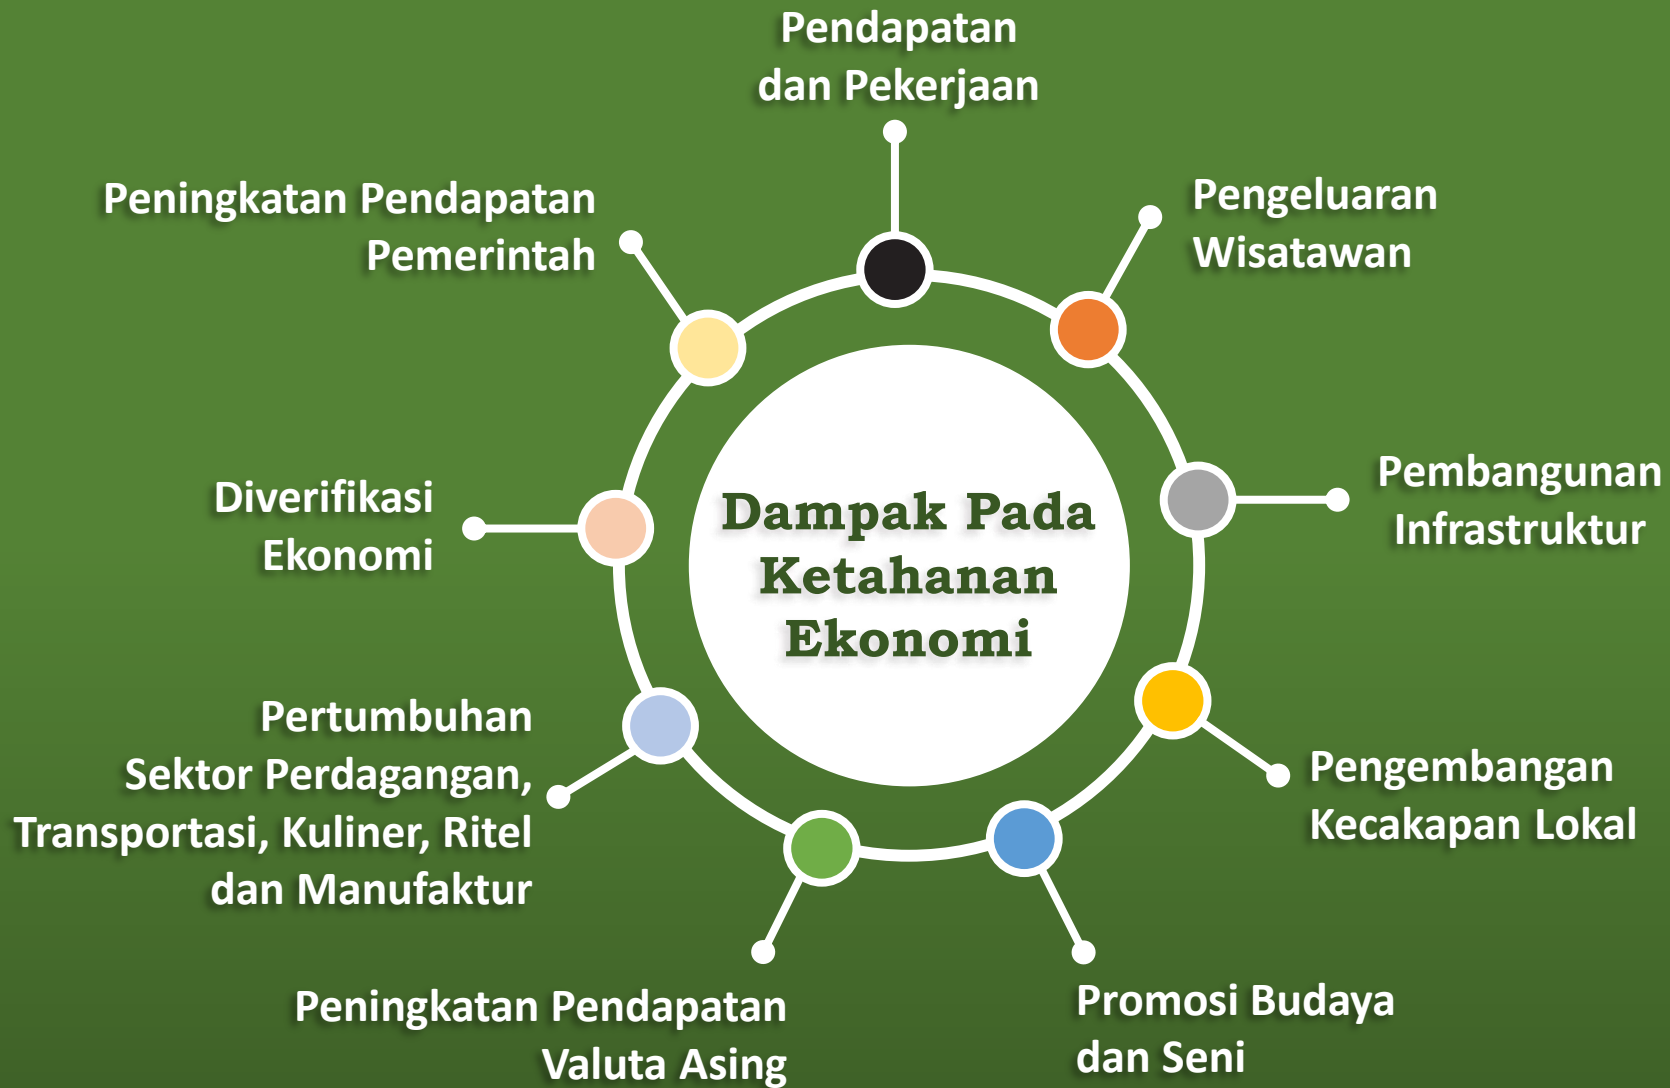 Pendapatan
dan Pekerjaan
Pengeluaran
Wisatawan
Pembangunan
Infrastruktur
Pengembangan
Kecakapan Lokal
Promosi Budaya
dan Seni
Peningkatan Pendapatan
Valuta Asing
Pertumbuhan
Sektor Perdagangan,
Transportasi, Kuliner, Ritel
dan Manufaktur
Diverifikasi
Ekonomi
Peningkatan Pendapatan
Pemerintah
Dampak Pada
Ketahanan
Ekonomi